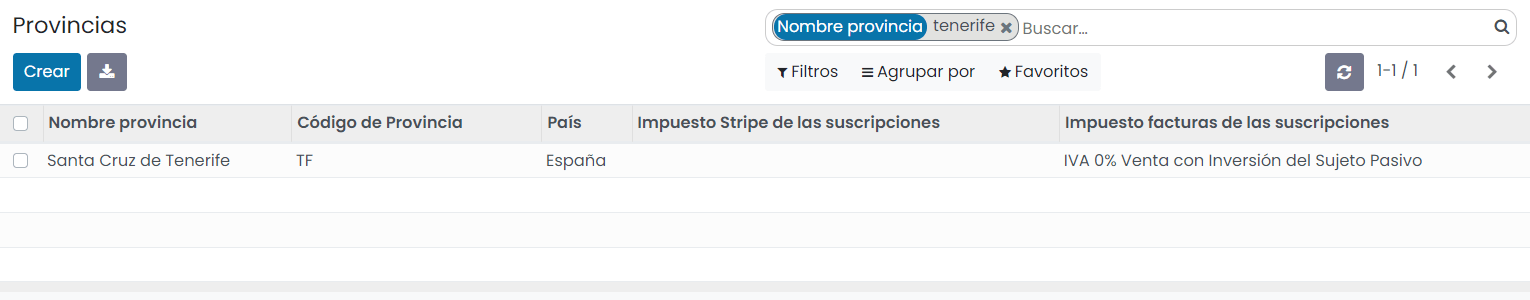 Provincias
Nombre provincia tenerife Buscar...
Crear
Filtros Agrupar por Favoritos 1-1 / 1
Nombre provincia Código de Provincia País Impuesto Stripe de las suscripciones Impuesto facturas de las suscripciones
Santa Cruz de Tenerife TF España IVA 0% Venta con Inversión del Sujeto Pasivo